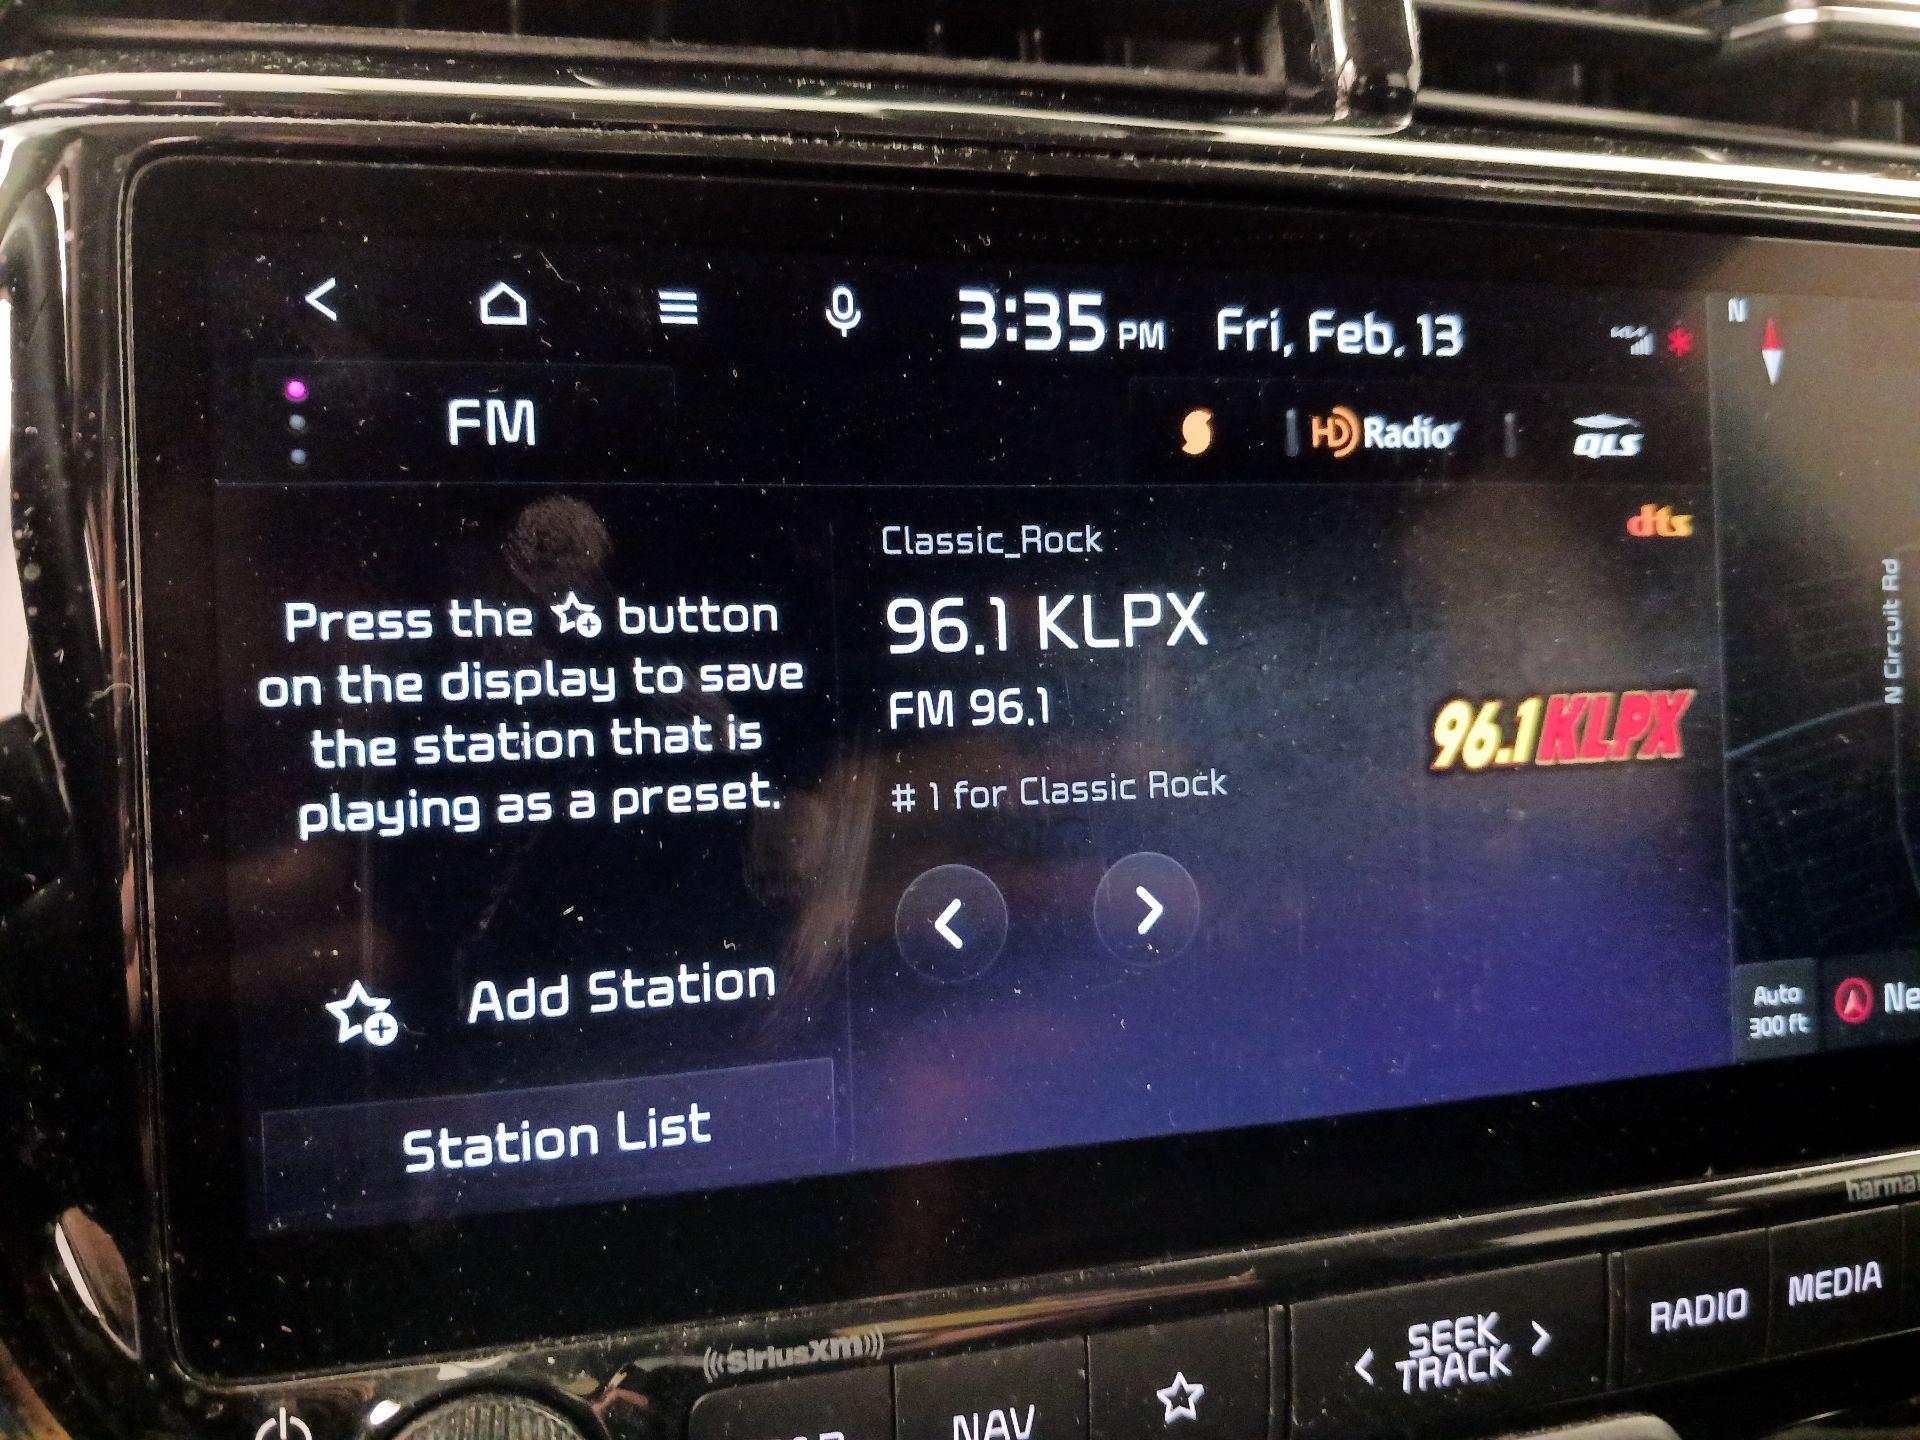 3:35 PM Fri, Feb. 13
N
FM
HD Radio
QLS
dts
Classic_Rock
96.1 KLPX
FM 96.1
# 1 for Classic Rock
96.1 KLPX
Press the button
on the display to save
the station that is
playing as a preset.
Add Station
Station List
N Circuit Rd
Auto
300 ft
Ne
harma
((SiriusXM))
NAV
< SEEK >
TRACK
RADIO
MEDIA